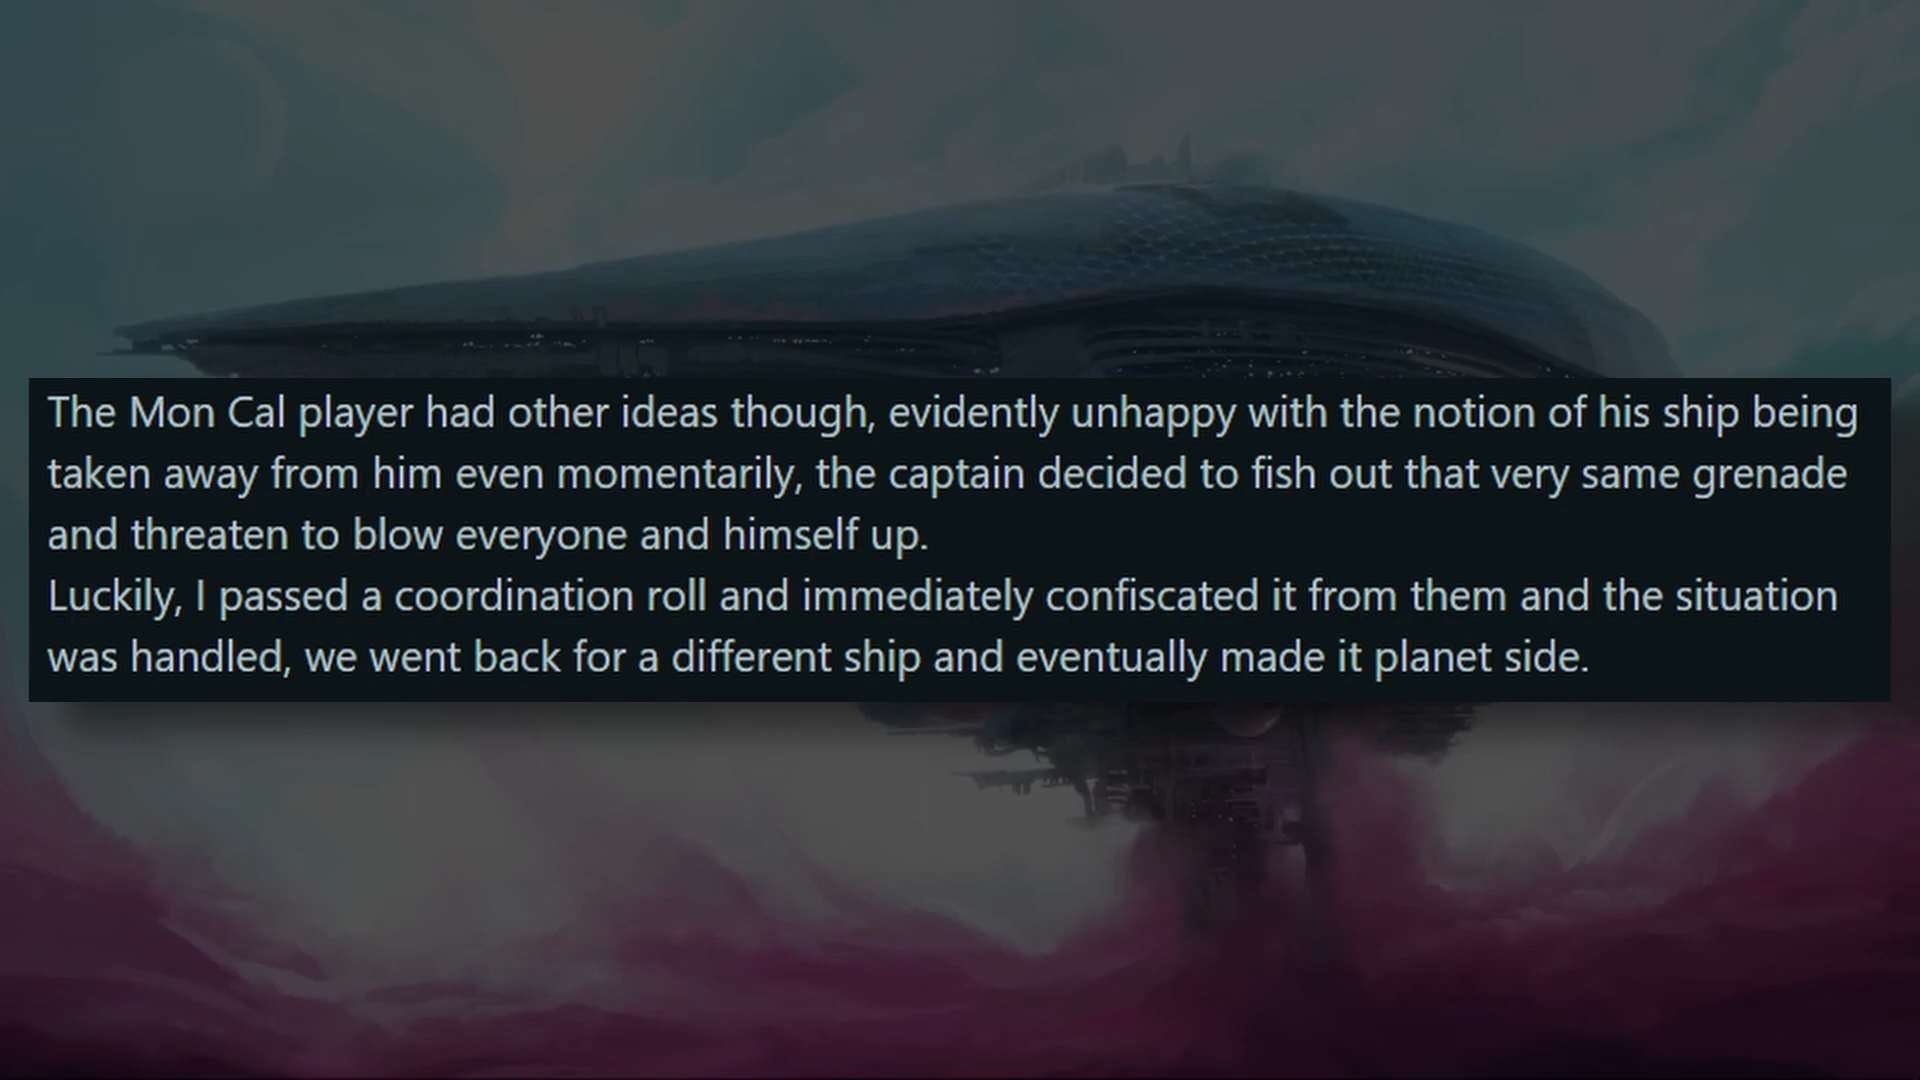 The Mon Cal player had other ideas though, evidently unhappy with the notion of his ship being
taken away from him even momentarily, the captain decided to fish out that very same grenade
and threaten to blow everyone and himself up.
Luckily, I passed a coordination roll and immediately confiscated it from them and the situation
was handled, we went back for a different ship and eventually made it planet side.